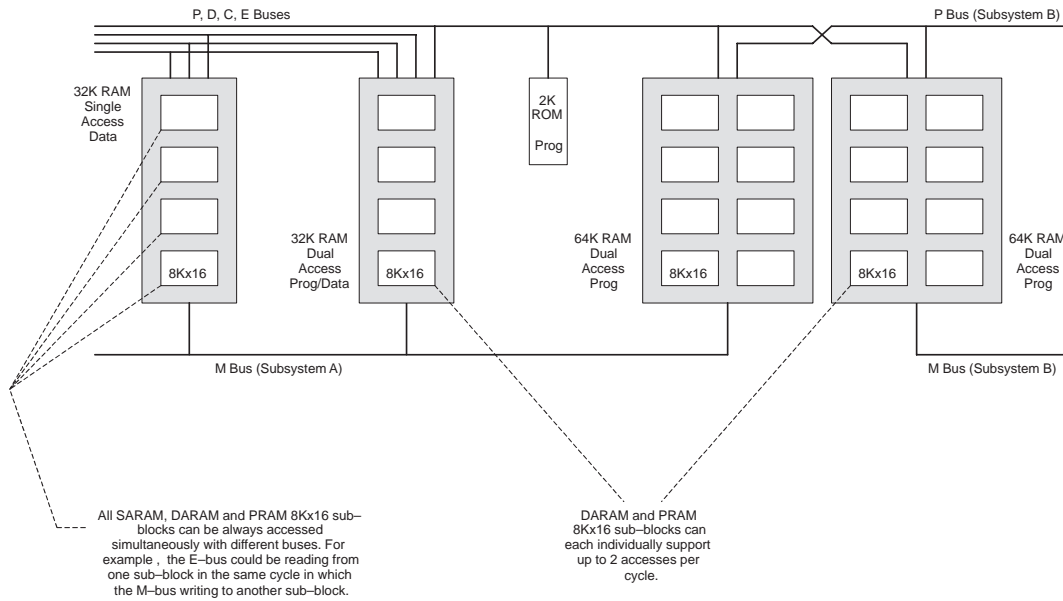 P, D, C, E Buses
P Bus (Subsystem B)
32K RAM
Single
Access
Data
2K
ROM
Prog
32K RAM
Dual
Access
Prog/Data
64K RAM
Dual
Access
Prog
64K RAM
Dual
Access
Prog
8Kx16
8Kx16
8Kx16
8Kx16
M Bus (Subsystem A)
M Bus (Subsystem B)
All SARAM, DARAM and PRAM 8Kx16 sub–
blocks can be always accessed
simultaneously with different buses. For
example , the E–bus could be reading from
one sub–block in the same cycle in which
the M–bus writing to another sub–block.
DARAM and PRAM
8Kx16 sub–blocks can
each individually support
up to 2 accesses per
cycle.